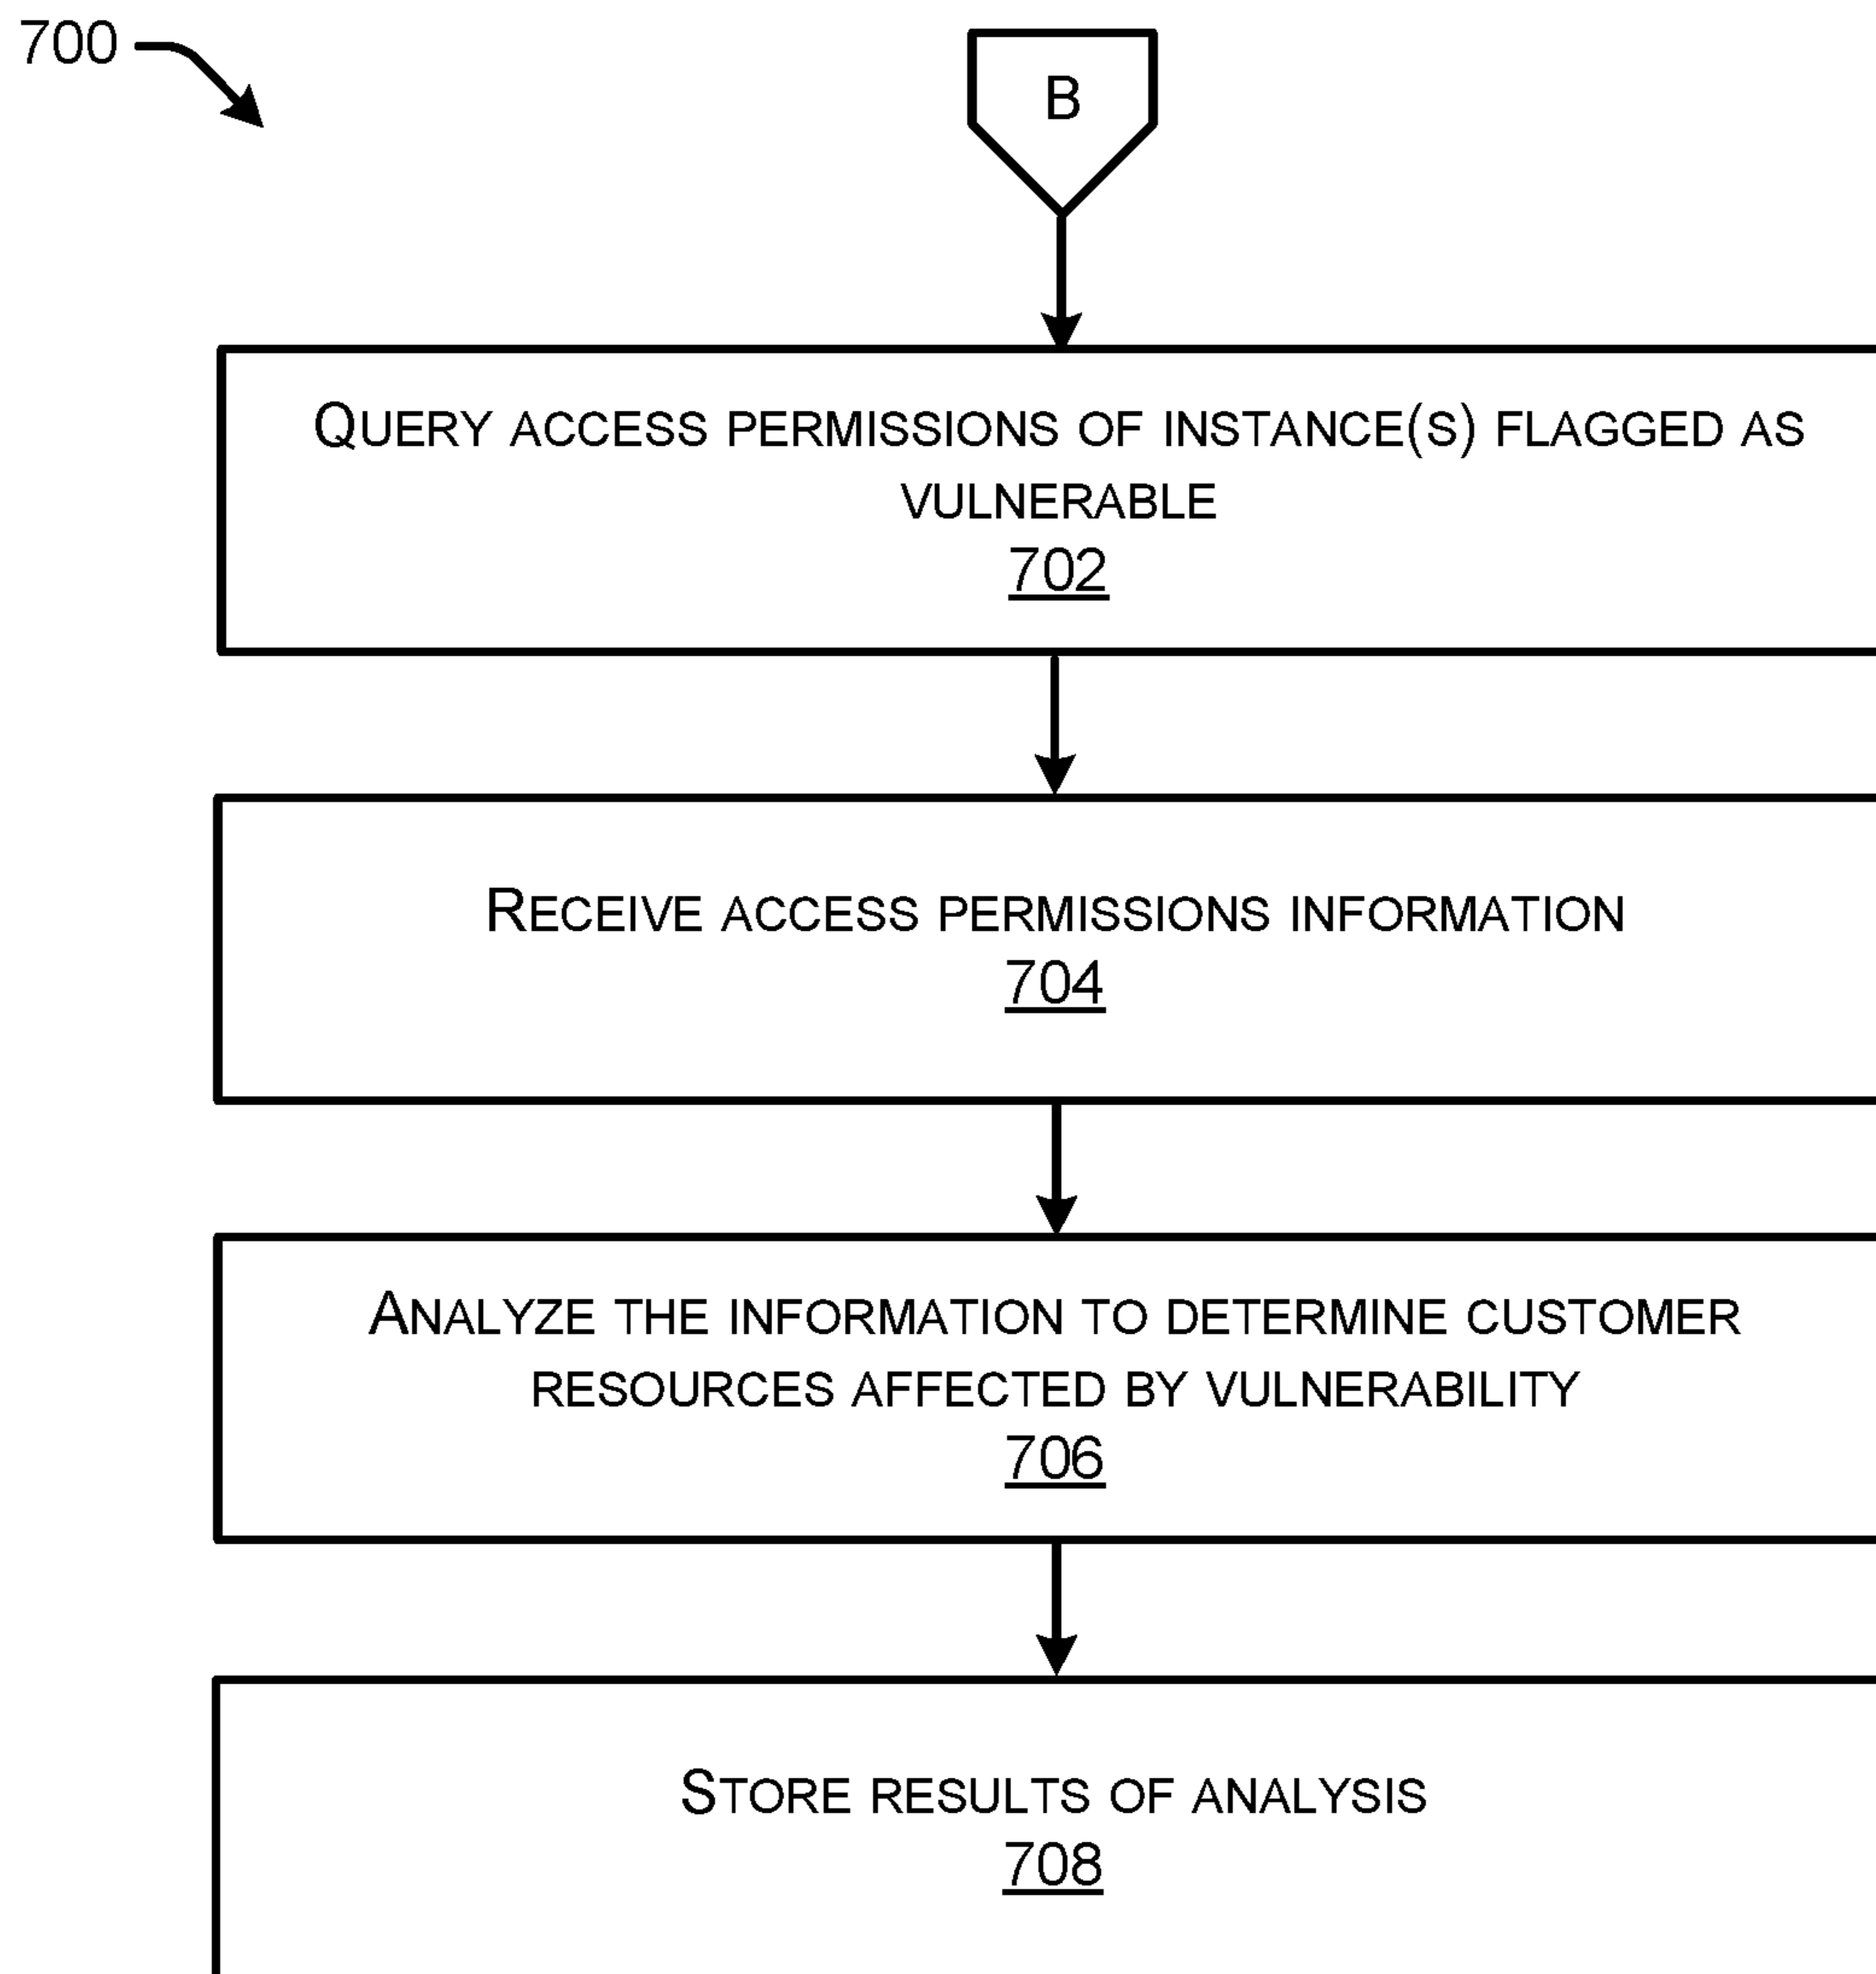 700
B
QUERY ACCESS PERMISSIONS OF INSTANCE(S) FLAGGED AS
VULNERABLE
702
RECEIVE ACCESS PERMISSIONS INFORMATION
704
ANALYZE THE INFORMATION TO DETERMINE CUSTOMER
RESOURCES AFFECTED BY VULNERABILITY
706
STORE RESULTS OF ANALYSIS
708